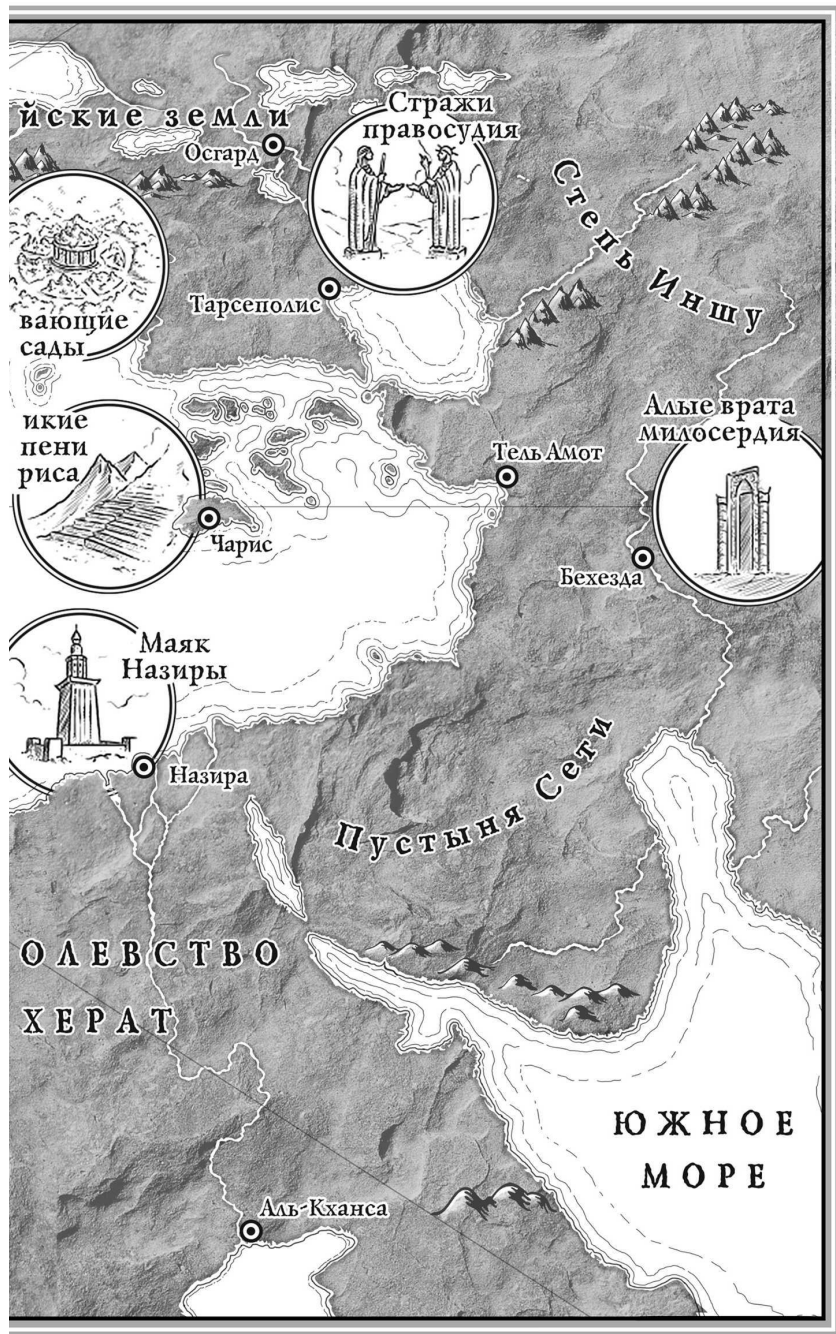 йские земли
Осгард
Стражи
правосудия
Степь Иншу
вающие
сады
Тарсеполис
икие
пени
риса
Чарис
Тель Амот
Алые врата
милосердия
Бехезда
Маяк
Назиры
Назира
Пустыня Сети
ОЛЕВСТВО
ХЕРАТ
ЮЖНОЕ
МОРЕ
Аль-Кханса